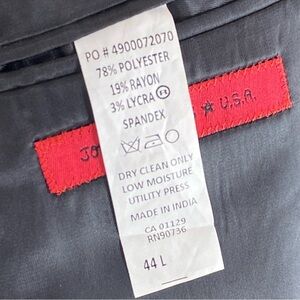 PO # 4900072070
78% POLYESTER
19% RAYON
3% LYCRA ®
SPANDEX
DRY CLEAN ONLY
LOW MOISTURE
UTILITY PRESS
MADE IN INDIA
CA 01129
RN90736
44 L
JO
★ U.S.A.